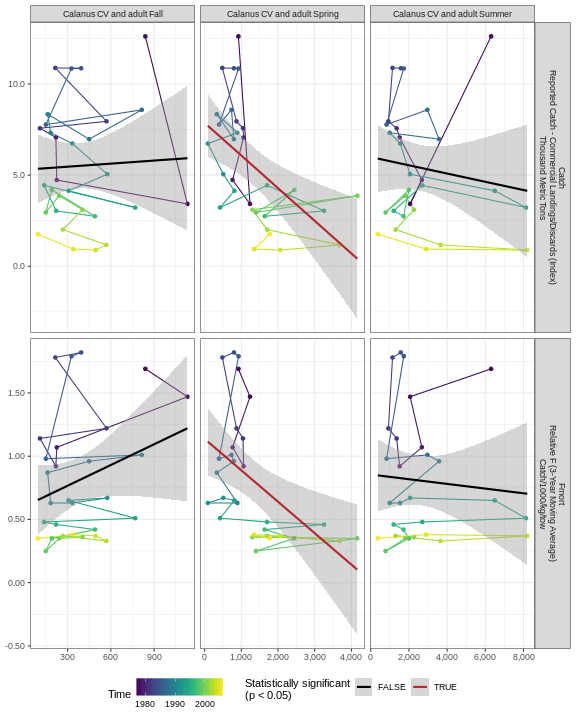 Calanus CV and adult Fall
Calanus CV and adult Spring
Calanus CV and adult Summer
10.0
5.0
0.0
Catch
Reported Catch - Commercial Landings/Discards (Index)
Thousand Metric Tons
1.50
1.00
0.50
0.00
-0.50
Fmort
Relative F (3-Year Moving Average)
Catch/1000/kg/tow
300 600 900
0 1,000 2,000 3,000 4,000
0 2,000 4,000 6,000 8,000
Time
1980 1990 2000
Statistically significant
(p < 0.05)
FALSE
TRUE